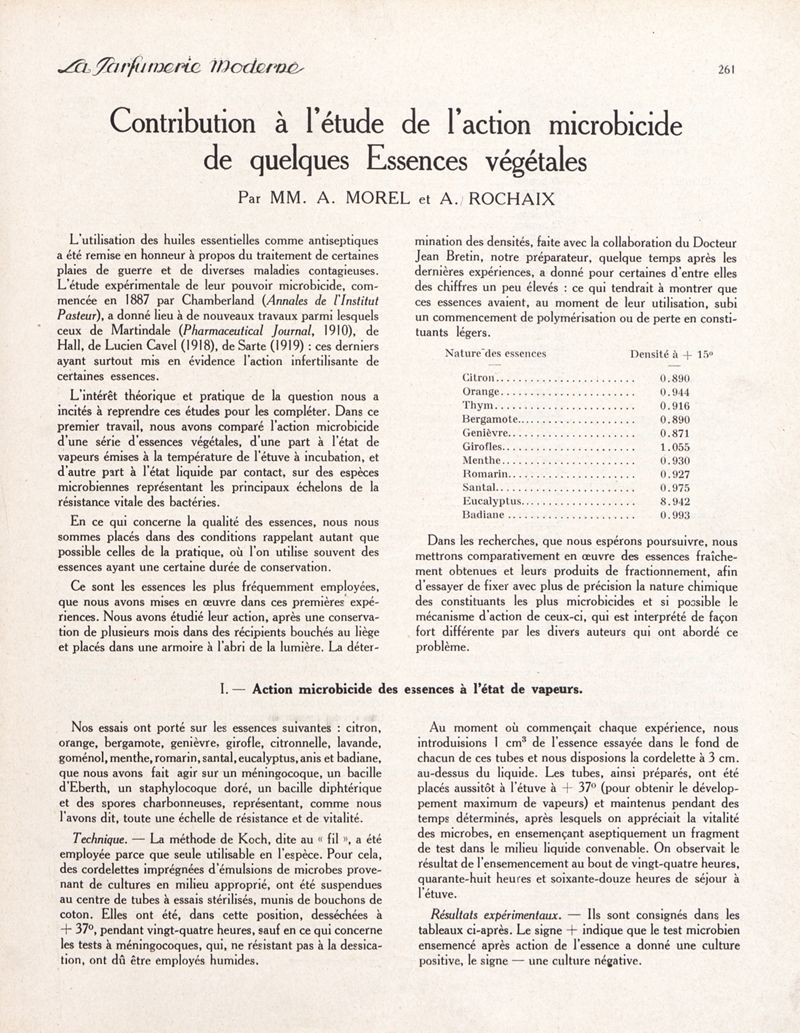 La Parfumerie Moderne
261
Contribution à l'étude de l'action microbicide
de quelques Essences végétales
Par MM. A. MOREL et A. ROCHAIX
L'utilisation des huiles essentielles comme antiseptiques
a été remise en honneur à propos du traitement de certaines
plaies de guerre et de diverses maladies contagieuses.
L'étude expérimentale de leur pouvoir microbicide, com-
mencée en 1887 par Chamberland (Annales de l'Institut
Pasteur), a donné lieu à de nouveaux travaux parmi lesquels
ceux de Martindale (Pharmaceutical Journal, 1910), de
Hall, de Lucien Cavel (1918), de Sarte (1919) : ces derniers
ayant surtout mis en évidence l'action infertilisante de
certaines essences.
L'intérêt théorique et pratique de la question nous a
incités à reprendre ces études pour les compléter. Dans ce
premier travail, nous avons comparé l'action microbicide
d'une série d'essences végétales, d'une part à l'état de
vapeurs émises à la température de l'étuve à incubation, et
d'autre part à l'état liquide par contact, sur des espèces
microbiennes représentant les principaux échelons de la
résistance vitale des bactéries.
En ce qui concerne la qualité des essences, nous nous
sommes placés dans des conditions rappelant autant que
possible celles de la pratique, où l'on utilise souvent des
essences ayant une certaine durée de conservation.
Ce sont les essences les plus fréquemment employées,
que nous avons mises en œuvre dans ces premières expé-
riences. Nous avons étudié leur action, après une conserva-
tion de plusieurs mois dans des récipients bouchés au liège
et placés dans une armoire à l'abri de la lumière. La déter-
mination des densités, faite avec la collaboration du Docteur
Jean Bretin, notre préparateur, quelque temps après les
dernières expériences, a donné pour certaines d'entre elles
des chiffres un peu élevés : ce qui tendrait à montrer que
ces essences avaient, au moment de leur utilisation, subi
un commencement de polymérisation ou de perte en consti-
tuants légers.
Nature des essences Densité à + 15°
Citron......................... 0.890
Orange........................ 0.944
Thym......................... 0.916
Bergamote..................... 0.890
Genièvre....................... 0.871
Girofles........................ 1.055
Menthe........................ 0.930
Romarin....................... 0.927
Santal......................... 0.975
Eucalyptus..................... 8.942
Badiane ....................... 0.993
Dans les recherches, que nous espérons poursuivre, nous
mettrons comparativement en œuvre des essences fraîche-
ment obtenues et leurs produits de fractionnement, afin
d'essayer de fixer avec plus de précision la nature chimique
des constituants les plus microbicides et si possible le
mécanisme d'action de ceux-ci, qui est interprété de façon
fort différente par les divers auteurs qui ont abordé ce
problème.
I. — Action microbicide des essences à l'état de vapeurs.
Nos essais ont porté sur les essences suivantes : citron,
orange, bergamote, genièvre, girofle, citronnelle, lavande,
goménol, menthe, romarin, santal, eucalyptus, anis et badiane,
que nous avons fait agir sur un méningocoque, un bacille
d'Eberth, un staphylocoque doré, un bacille diphtérique
et des spores charbonneuses, représentant, comme nous
l'avons dit, toute une échelle de résistance et de vitalité.
Technique. — La méthode de Koch, dite au « fil », a été
employée parce que seule utilisable en l'espèce. Pour cela,
des cordelettes imprégnées d'émulsions de microbes prove-
nant de cultures en milieu approprié, ont été suspendues
au centre de tubes à essais stérilisés, munis de bouchons de
coton. Elles ont été, dans cette position, desséchées à
+ 37°, pendant vingt-quatre heures, sauf en ce qui concerne
les tests à méningocoques, qui, ne résistant pas à la dessica-
tion, ont dû être employés humides.
Au moment où commençait chaque expérience, nous
introduisions 1 cm³ de l'essence essayée dans le fond de
chacun de ces tubes et nous disposions la cordelette à 3 cm.
au-dessus du liquide. Les tubes, ainsi préparés, ont été
placés aussitôt à l'étuve à + 37° (pour obtenir le dévelop-
pement maximum de vapeurs) et maintenus pendant des
temps déterminés, après lesquels on appréciait la vitalité
des microbes, en ensemençant aseptiquement un fragment
de test dans le milieu liquide convenable. On observait le
résultat de l'ensemencement au bout de vingt-quatre heures,
quarante-huit heures et soixante-douze heures de séjour à
l'étuve.
Résultats expérimentaux. — Ils sont consignés dans les
tableaux ci-après. Le signe + indique que le test microbien
ensemencé après action de l'essence a donné une culture
positive, le signe — une culture négative.